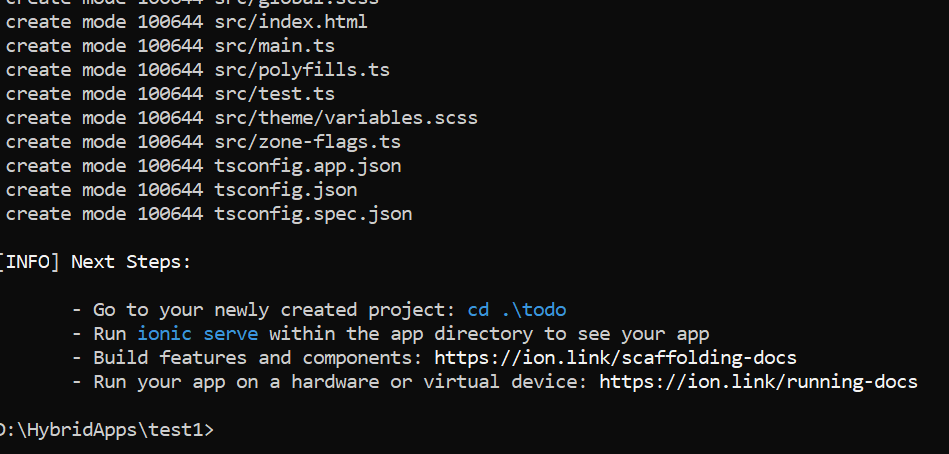 create mode 100644 src/global.scss
create mode 100644 src/index.html
create mode 100644 src/main.ts
create mode 100644 src/polyfills.ts
create mode 100644 src/test.ts
create mode 100644 src/theme/variables.scss
create mode 100644 src/zone-flags.ts
create mode 100644 tsconfig.app.json
create mode 100644 tsconfig.json
create mode 100644 tsconfig.spec.json
[INFO] Next Steps:
- Go to your newly created project: cd .\todo
- Run ionic serve within the app directory to see your app
- Build features and components: https://ion.link/scaffolding-docs
- Run your app on a hardware or virtual device: https://ion.link/running-docs
D:\HybridApps\test1>